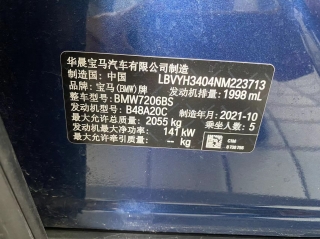 华晨宝马汽车有限公司制造
制造国：中国 LBVYH3404NM223713
品牌：宝马(BMW)牌 发动机排量：1998 mL
整车型号：BMW7206BS
发动机型号：B48A20C 制造年月：2021-10
最大总质量：2055 kg 乘坐人数：5
发动机最大净功率：141 kW
最大允许牵引质量：-- kg